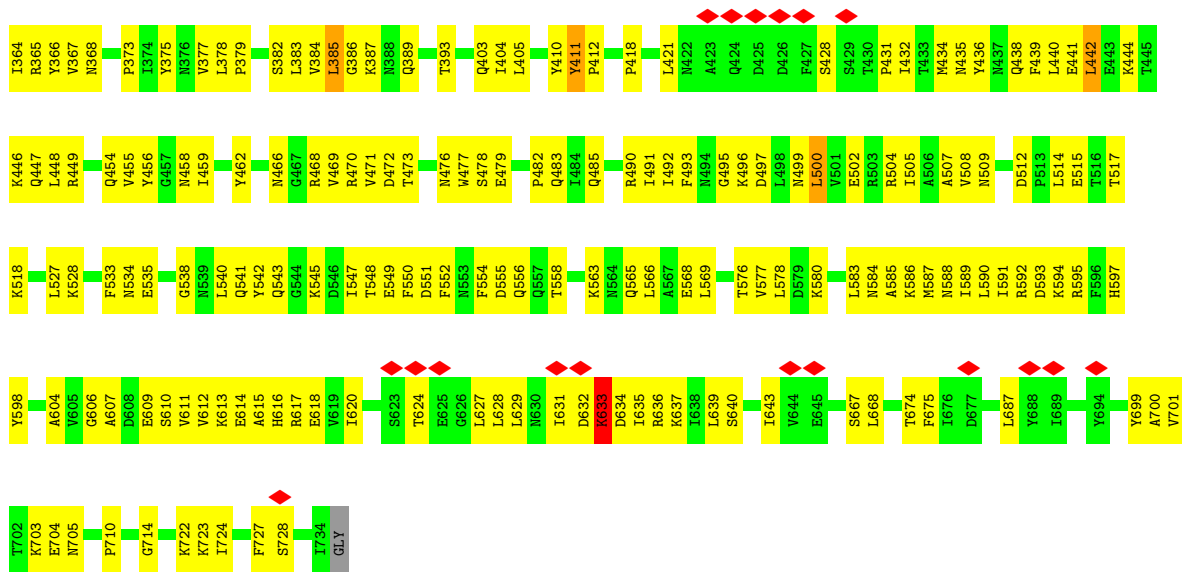 I364 R365 Y366 V367 N368 P373 I374 Y375 N376 V377 L378 P379 S382 L383 V384 L385 G386 K387 N388 Q389 T393 Q403 I404 L405 Y410 Y411 P412 P418 L421 N422 A423 Q424 D425 D426 F427 S428 S429 T430 P431 I432 T433 M434 N435 Y436 N437 Q438 F439 L440 E441 L442 E443 K444 T445
K446 Q447 L448 R449 Q454 V455 Y456 G457 N458 I459 Y462 N466 G467 R468 V469 R470 V471 D472 T473 N476 W477 S478 E479 P482 Q483 I484 Q485 R490 I491 I492 F493 N494 G495 K496 D497 L498 N499 L500 V501 E502 R503 R504 I505 A506 A507 V508 N509 D512 P513 L514 E515 T516 T517
K518 L527 K528 F533 N534 E535 G538 N539 L540 Q541 Y542 Q543 G544 K545 D546 I547 T548 E549 F550 D551 F552 N553 F554 D555 Q556 Q557 T558 K563 N564 Q565 L566 A567 E568 L569 T576 V577 L578 D579 K580 L583 N584 A585 K586 M587 N588 I589 L590 I591 R592 D593 K594 R595 F596 H597
Y598 A604 V605 G606 A607 D608 E609 S610 V611 V612 K613 E614 A615 H616 R617 E618 V619 I620 S623 T624 E625 G626 L627 L628 L629 N630 I631 D632 K633 D634 I635 R636 K637 I638 L639 S640 I643 V644 E645 S667 L668 T674 F675 I676 D677 L687 Y688 I689 Y694 Y699 A700 V701
T702 K703 E704 N705 P710 G714 K722 K723 I724 F727 S728 I734 GLY